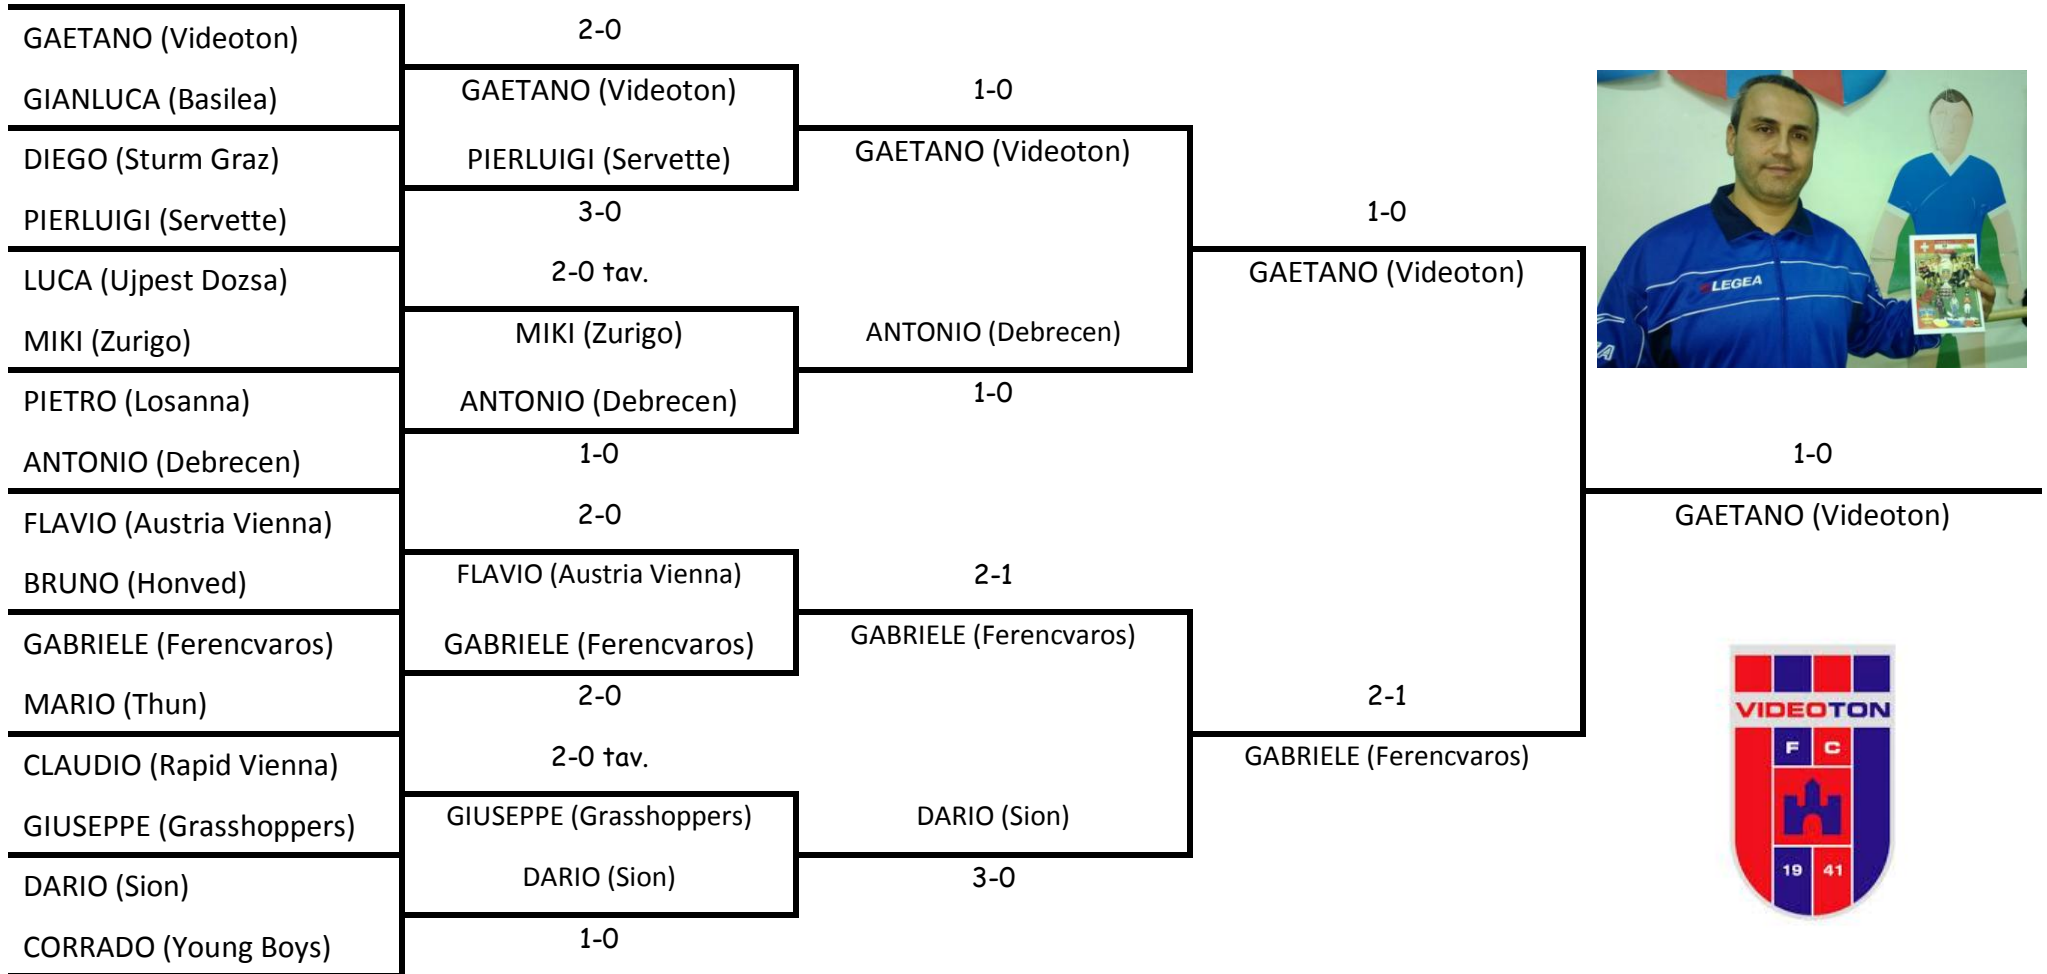 GAETANO (Videoton)
GIANLUCA (Basilea)
DIEGO (Sturm Graz)
PIERLUIGI (Servette)
LUCA (Ujpest Dozsa)
MIKI (Zurigo)
PIETRO (Losanna)
ANTONIO (Debrecen)
FLAVIO (Austria Vienna)
BRUNO (Honved)
GABRIELE (Ferencvaros)
MARIO (Thun)
CLAUDIO (Rapid Vienna)
GIUSEPPE (Grasshoppers)
DARIO (Sion)
CORRADO (Young Boys)
2-0
GAETANO (Videoton)
PIERLUIGI (Servette)
3-0
2-0 tav.
MIKI (Zurigo)
ANTONIO (Debrecen)
1-0
2-0
FLAVIO (Austria Vienna)
GABRIELE (Ferencvaros)
2-0
2-0 tav.
GIUSEPPE (Grasshoppers)
DARIO (Sion)
1-0
1-0
GAETANO (Videoton)
ANTONIO (Debrecen)
1-0
2-1
GABRIELE (Ferencvaros)
DARIO (Sion)
3-0
1-0
GAETANO (Videoton)
2-1
GABRIELE (Ferencvaros)
LEGEA
1-0
GAETANO (Videoton)
VIDEOTON
F C
19 41